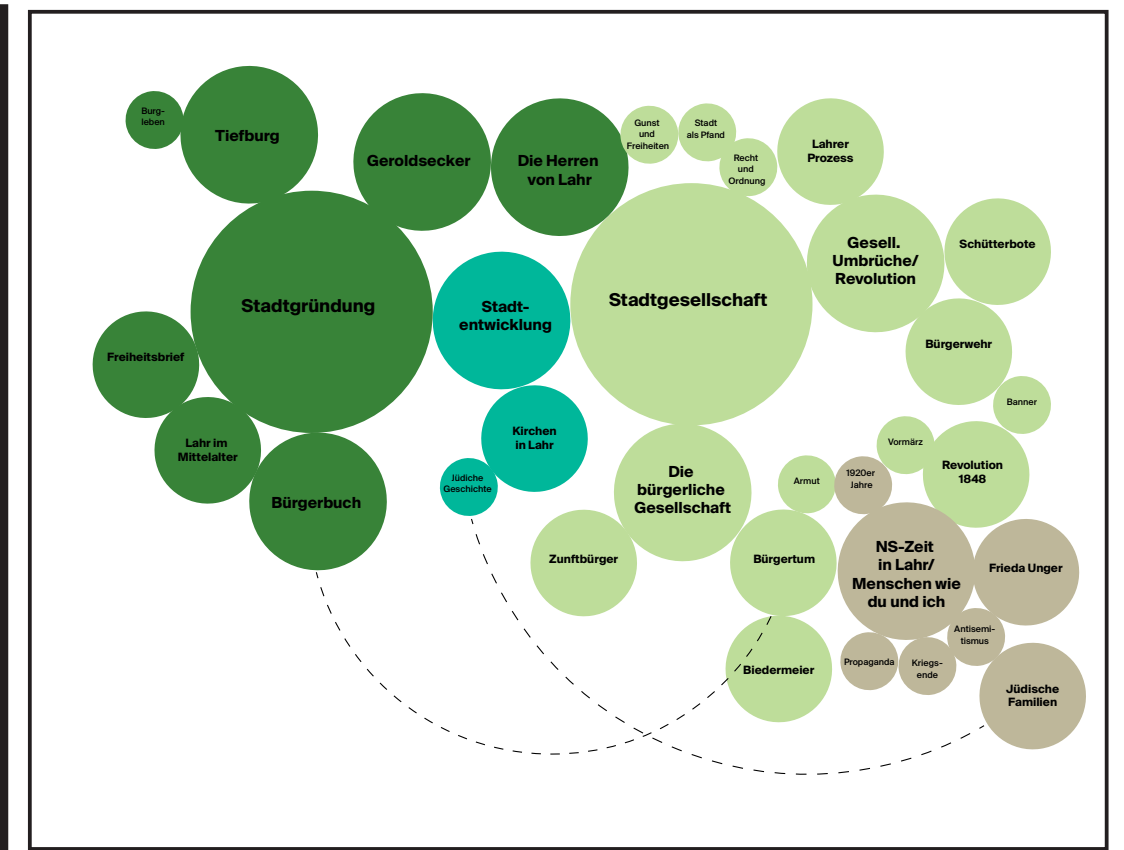 Burg-
leben
Tiefburg
Geroldsecker
Die Herren
von Lahr
Gunst
und
Freiheiten
Stadt
als Pfand
Recht
und
Ordnung
Lahrer
Prozess
Stadtgründung
Stadt-
entwicklung
Stadtgesellschaft
Gesell.
Umbrüche/
Revolution
Schütterbote
Freiheitsbrief
Bürgerwehr
Lahr im
Mittelalter
Kirchen
in Lahr
Banner
Bürgerbuch
Jüdiche
Geschichte
Die
bürgerliche
Gesellschaft
Armut
1920er
Jahre
Vormärz
Revolution
1848
Zunftbürger
Bürgertum
NS-Zeit
in Lahr/
Menschen wie
du und ich
Frieda Unger
Biedermeier
Propaganda
Kriegs-
ende
Antisemi-
tismus
Jüdische
Familien